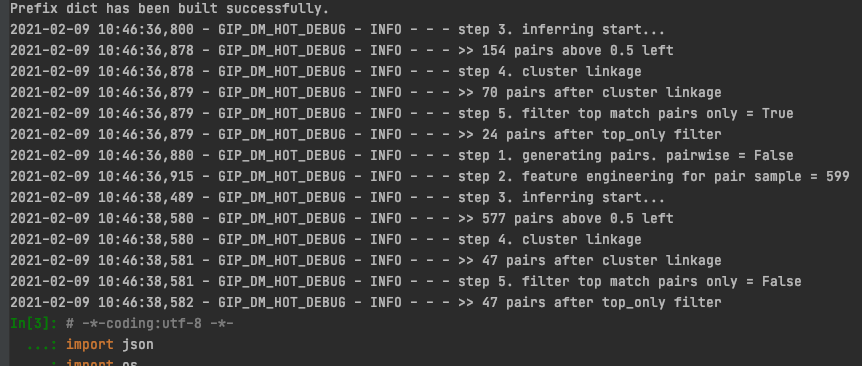 Prefix dict has been built successfully.
2021-02-09 10:46:36,800 - GIP_DM_HOT_DEBUG - INFO - - - step 3. inferring start...
2021-02-09 10:46:36,878 - GIP_DM_HOT_DEBUG - INFO - - - >> 154 pairs above 0.5 left
2021-02-09 10:46:36,878 - GIP_DM_HOT_DEBUG - INFO - - - step 4. cluster linkage
2021-02-09 10:46:36,879 - GIP_DM_HOT_DEBUG - INFO - - - >> 70 pairs after cluster linkage
2021-02-09 10:46:36,879 - GIP_DM_HOT_DEBUG - INFO - - - step 5. filter top match pairs only = True
2021-02-09 10:46:36,879 - GIP_DM_HOT_DEBUG - INFO - - - >> 24 pairs after top_only filter
2021-02-09 10:46:36,880 - GIP_DM_HOT_DEBUG - INFO - - - step 1. generating pairs. pairwise = False
2021-02-09 10:46:36,915 - GIP_DM_HOT_DEBUG - INFO - - - step 2. feature engineering for pair sample = 599
2021-02-09 10:46:38,489 - GIP_DM_HOT_DEBUG - INFO - - - step 3. inferring start...
2021-02-09 10:46:38,580 - GIP_DM_HOT_DEBUG - INFO - - - >> 577 pairs above 0.5 left
2021-02-09 10:46:38,580 - GIP_DM_HOT_DEBUG - INFO - - - step 4. cluster linkage
2021-02-09 10:46:38,581 - GIP_DM_HOT_DEBUG - INFO - - - >> 47 pairs after cluster linkage
2021-02-09 10:46:38,581 - GIP_DM_HOT_DEBUG - INFO - - - step 5. filter top match pairs only = False
2021-02-09 10:46:38,582 - GIP_DM_HOT_DEBUG - INFO - - - >> 47 pairs after top_only filter
In[3]: # -*-coding:utf-8 -*-
...: import json
...: import os